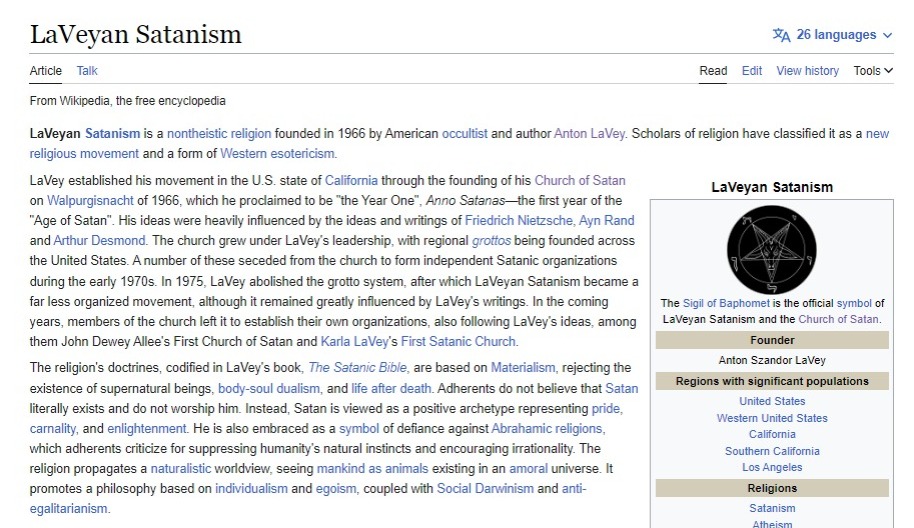 LaVeyan Satanism
26 languages
Article Talk
Read Edit View history Tools
From Wikipedia, the free encyclopedia
LaVeyan Satanism is a nontheistic religion founded in 1966 by American occultist and author Anton LaVey. Scholars of religion have classified it as a new
religious movement and a form of Western esotericism.
LaVey established his movement in the U.S. state of California through the founding of his Church of Satan
on Walpurgisnacht of 1966, which he proclaimed to be "the Year One", Anno Satanas—the first year of the
"Age of Satan". His ideas were heavily influenced by the ideas and writings of Friedrich Nietzsche, Ayn Rand
and Arthur Desmond. The church grew under LaVey's leadership, with regional grottos being founded across
the United States. A number of these seceded from the church to form independent Satanic organizations
during the early 1970s. In 1975, LaVey abolished the grotto system, after which LaVeyan Satanism became a
far less organized movement, although it remained greatly influenced by LaVey's writings. In the coming
years, members of the church left it to establish their own organizations, also following LaVey's ideas, among
them John Dewey Allee's First Church of Satan and Karla LaVey's First Satanic Church.
The religion's doctrines, codified in LaVey's book, The Satanic Bible, are based on Materialism, rejecting the
existence of supernatural beings, body-soul dualism, and life after death. Adherents do not believe that Satan
literally exists and do not worship him. Instead, Satan is viewed as a positive archetype representing pride,
carnality, and enlightenment. He is also embraced as a symbol of defiance against Abrahamic religions,
which adherents criticize for suppressing humanity's natural instincts and encouraging irrationality. The
religion propagates a naturalistic worldview, seeing mankind as animals existing in an amoral universe. It
promotes a philosophy based on individualism and egoism, coupled with Social Darwinism and anti-
egalitarianism.
LaVeyan Satanism
The Sigil of Baphomet is the official symbol of
LaVeyan Satanism and the Church of Satan.
Founder
Anton Szandor LaVey
Regions with significant populations
United States
Western United States
California
Southern California
Los Angeles
Religions
Satanism
Atheism